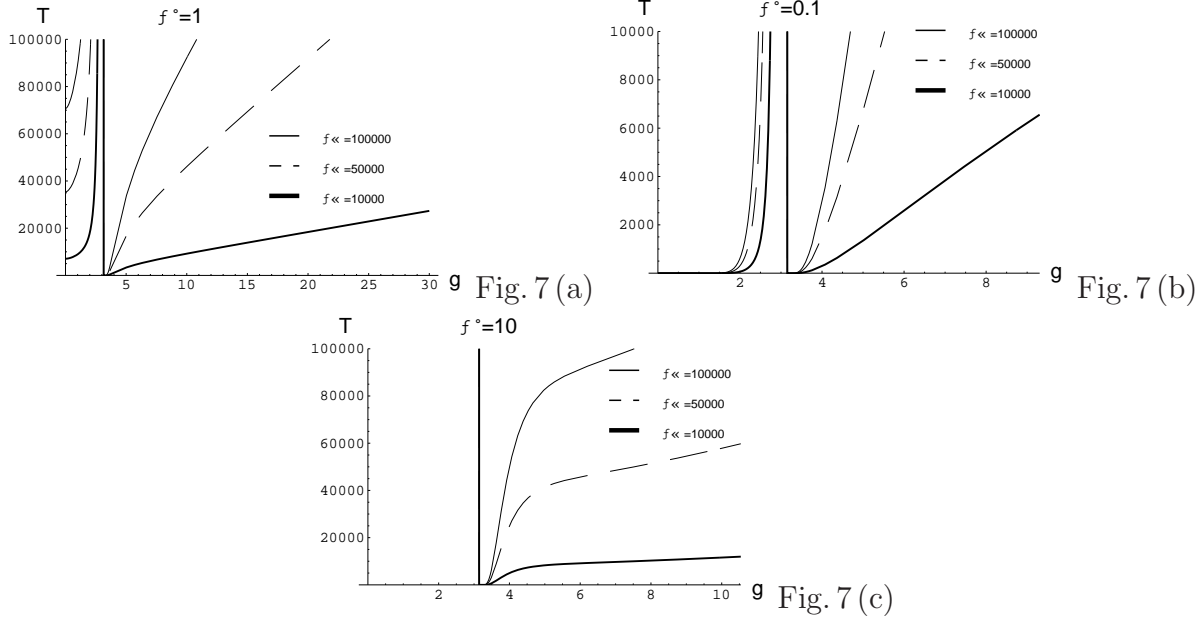 T
ƒ°=1
100000
80000
60000
40000
20000
5
10
15
20
25
30
g
ƒ« =100000
ƒ« =50000
ƒ« =10000
Fig. 7 (a)
T
ƒ°=0.1
10000
8000
6000
4000
2000
2
4
6
8
g
ƒ« =100000
ƒ« =50000
ƒ« =10000
Fig. 7 (b)
T
ƒ°=10
100000
80000
60000
40000
20000
2
4
6
8
10
g
ƒ« =100000
ƒ« =50000
ƒ« =10000
Fig. 7 (c)